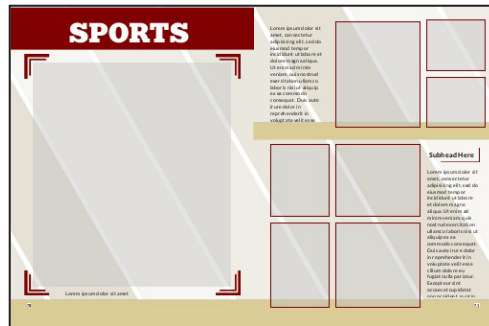 SPORTS
Lorem ipsum dolor sit
amet, consectetur
adipiscing elit, sed do
eiusmod tempor
incididunt ut labore et
dolore magna aliqua.
Ut enim ad minim
veniam, quis nostrud
exercitation ullamco
laboris nisi ut aliquip
ex ea commodo
consequat. Duis aute
irure dolor in
reprehenderit in
voluptate velit esse
Subhead Here
Lorem ipsum dolor sit
amet, consectetur
adipiscing elit, sed do
eiusmod tempor
incididunt ut labore
et dolore magna
aliqua. Ut enim ad
minim veniam, quis
nostrud exercitation
ullamco laboris nisi ut
aliquip ex ea
commodo consequat.
Duis aute irure dolor
in reprehenderit in
voluptate velit esse
cillum dolore eu
fugiat nulla pariatur.
Excepteur sint
occaecat cupidatat
Lorem ipsum dolor sit amet